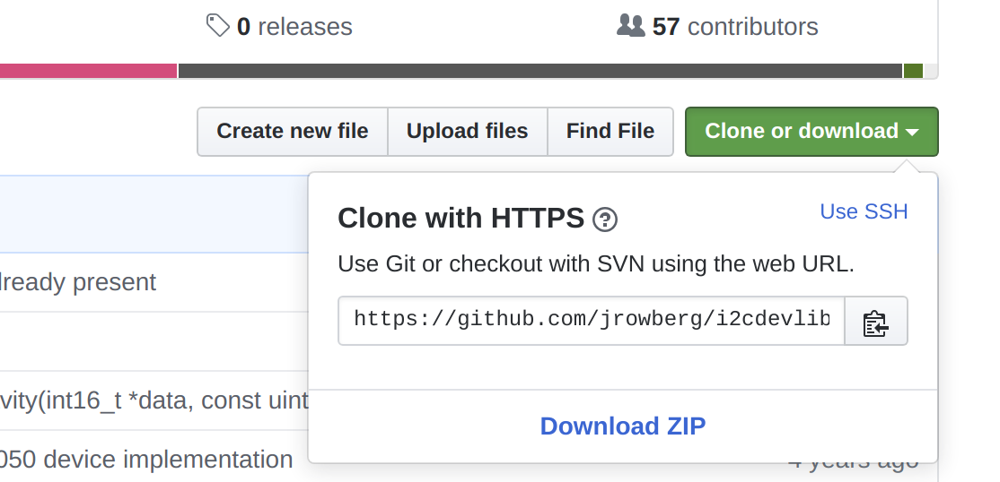 0 releases
57 contributors
Create new file
Upload files
Find File
Clone or download
Clone with HTTPS ?
Use SSH
Use Git or checkout with SVN using the web URL.
https://github.com/jrowberg/i2cdevlib
lready present
vity(int16_t *data, const uint
Download ZIP
050 device implementation
4 years ago